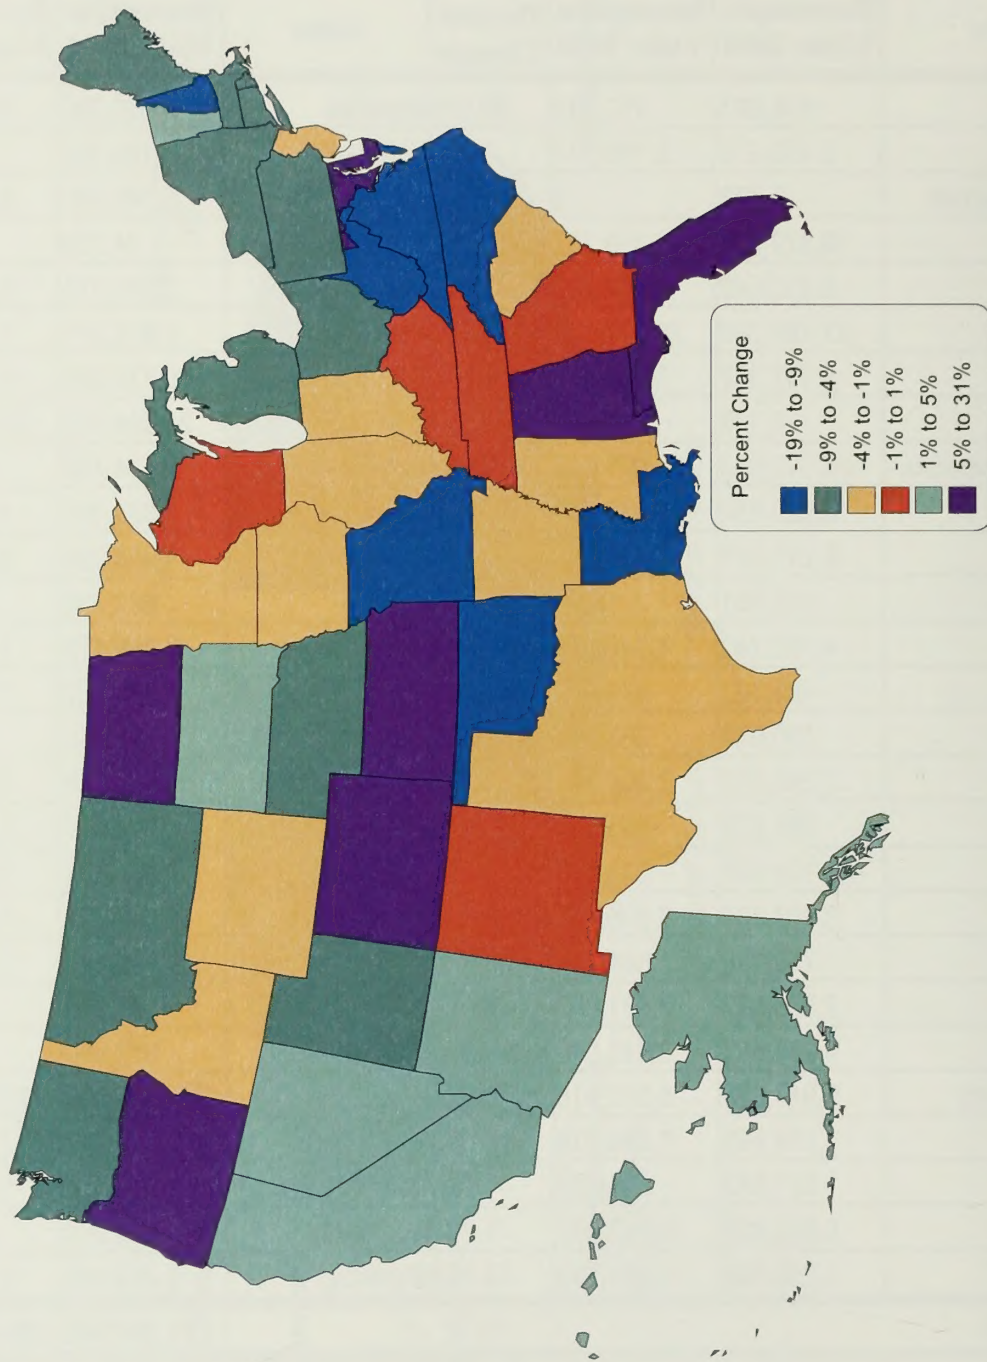 Percent Change
-19% to -9%
-9% to -4%
-4% to -1%
-1% to 1%
1% to 5%
5% to 31%